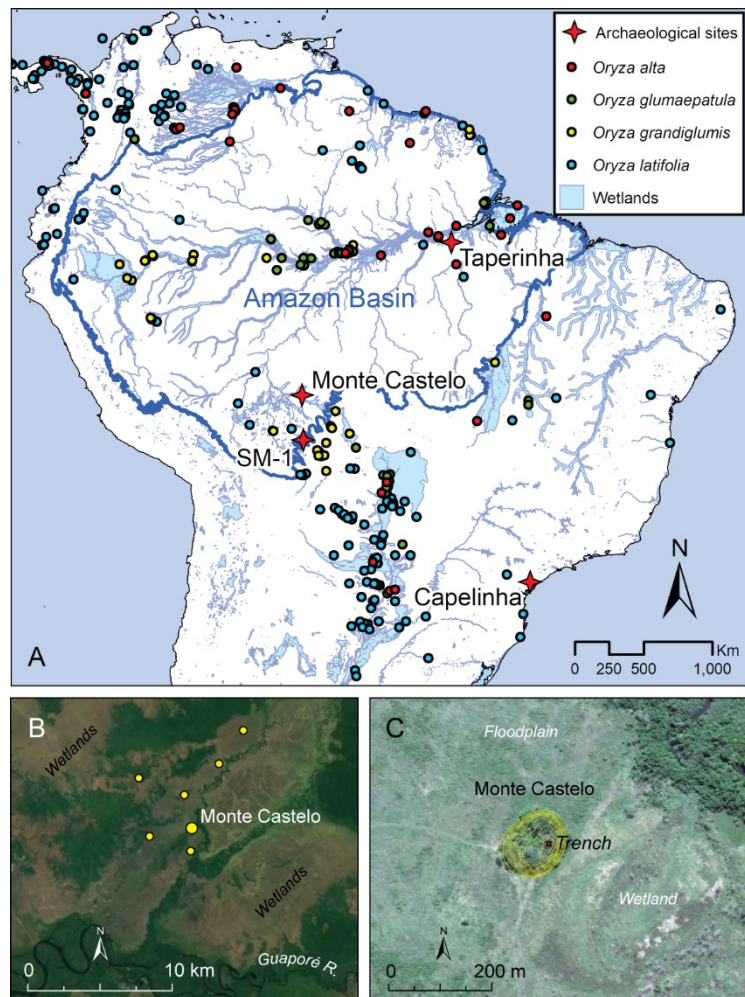 Archaeological sites
Oryza alta
Oryza glumaepatula
Oryza grandiglumis
Oryza latifolia
Wetlands
Taperinha
Amazon Basin
Monte Castelo
SM-1
Capelinha
N
A
Km
0 250 500 1,000
B
Wetlands
Monte Castelo
Wetlands
N
0 10 km
Guaporé R.
C
Floodplain
Monte Castelo
Trench
Wetland
N
0 200 m